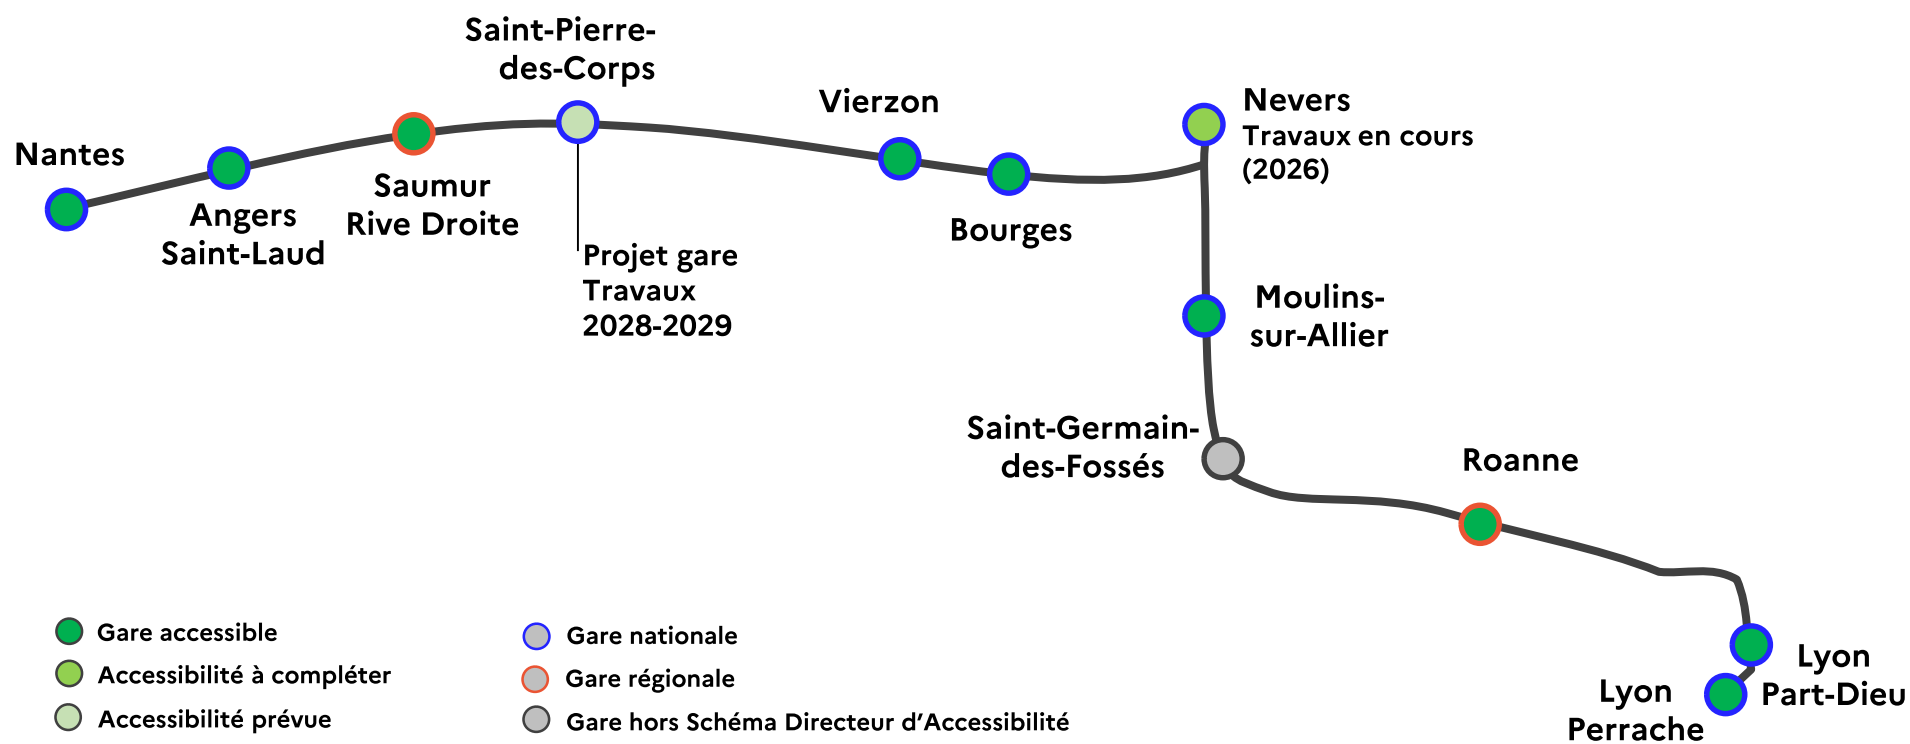 Saint-Pierre-
des-Corps
Vierzon
Nevers
Travaux en cours
(2026)
Nantes
Saumur
Rive Droite
Angers
Saint-Laud
Bourges
Projet gare
Travaux
2028-2029
Moulins-
sur-Allier
Saint-Germain-
des-Fossés
Roanne
Lyon
Part-Dieu
Lyon
Perrache
Gare accessible
Accessibilité à compléter
Accessibilité prévue
Gare nationale
Gare régionale
Gare hors Schéma Directeur d’Accessibilité